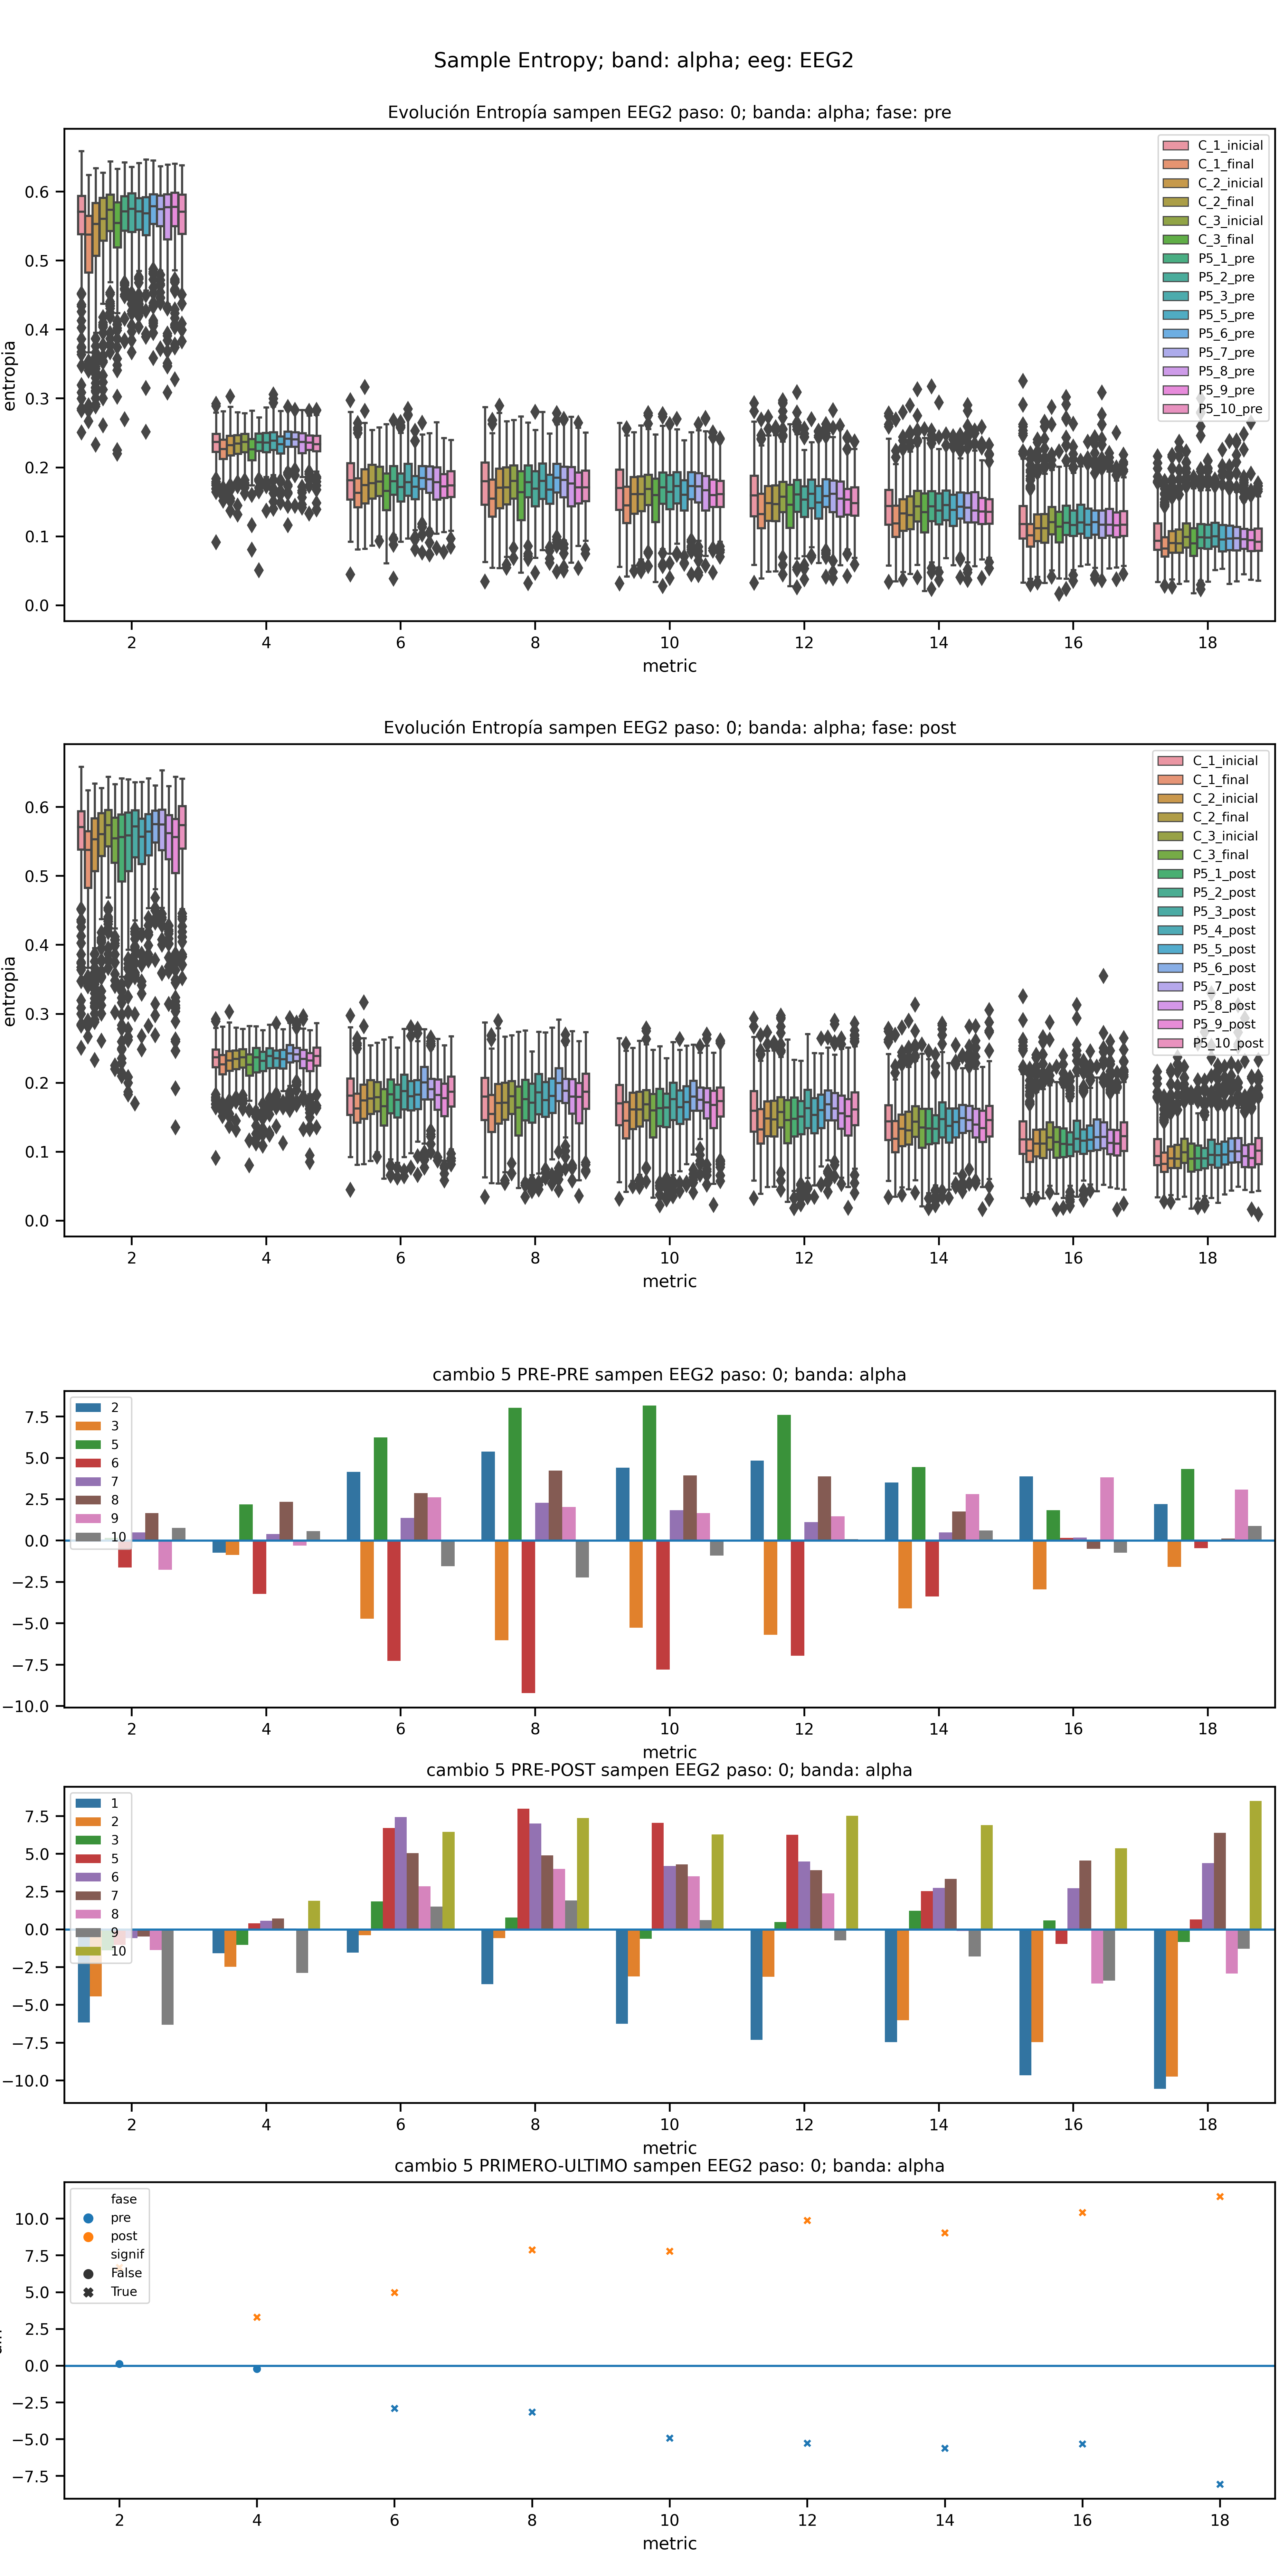 Sample Entropy; band: alpha; eeg: EEG2
Evolución Entropía sampen EEG2 paso: 0; banda: alpha; fase: pre
entropia
0.6
0.5
0.4
0.3
0.2
0.1
0.0
C_1_inicial
C_1_final
C_2_inicial
C_2_final
C_3_inicial
C_3_final
P5_1_pre
P5_2_pre
P5_3_pre
P5_5_pre
P5_6_pre
P5_7_pre
P5_8_pre
P5_9_pre
P5_10_pre
2 4 6 8 10 12 14 16 18
metric
Evolución Entropía sampen EEG2 paso: 0; banda: alpha; fase: post
entropia
0.6
0.5
0.4
0.3
0.2
0.1
0.0
C_1_inicial
C_1_final
C_2_inicial
C_2_final
C_3_inicial
C_3_final
P5_1_post
P5_2_post
P5_3_post
P5_4_post
P5_5_post
P5_6_post
P5_7_post
P5_8_post
P5_9_post
P5_10_post
2 4 6 8 10 12 14 16 18
metric
cambio 5 PRE-PRE sampen EEG2 paso: 0; banda: alpha
7.5
5.0
2.5
0.0
−2.5
−5.0
−7.5
−10.0
2
3
5
6
7
8
9
10
2 4 6 8 10 12 14 16 18
metric
cambio 5 PRE-POST sampen EEG2 paso: 0; banda: alpha
7.5
5.0
2.5
0.0
−2.5
−5.0
−7.5
−10.0
1
2
3
5
6
7
8
9
10
2 4 6 8 10 12 14 16 18
metric
cambio 5 PRIMERO-ULTIMO sampen EEG2 paso: 0; banda: alpha
10.0
7.5
5.0
2.5
0.0
−2.5
−5.0
−7.5
fase
pre
post
signif
False
True
2 4 6 8 10 12 14 16 18
metric